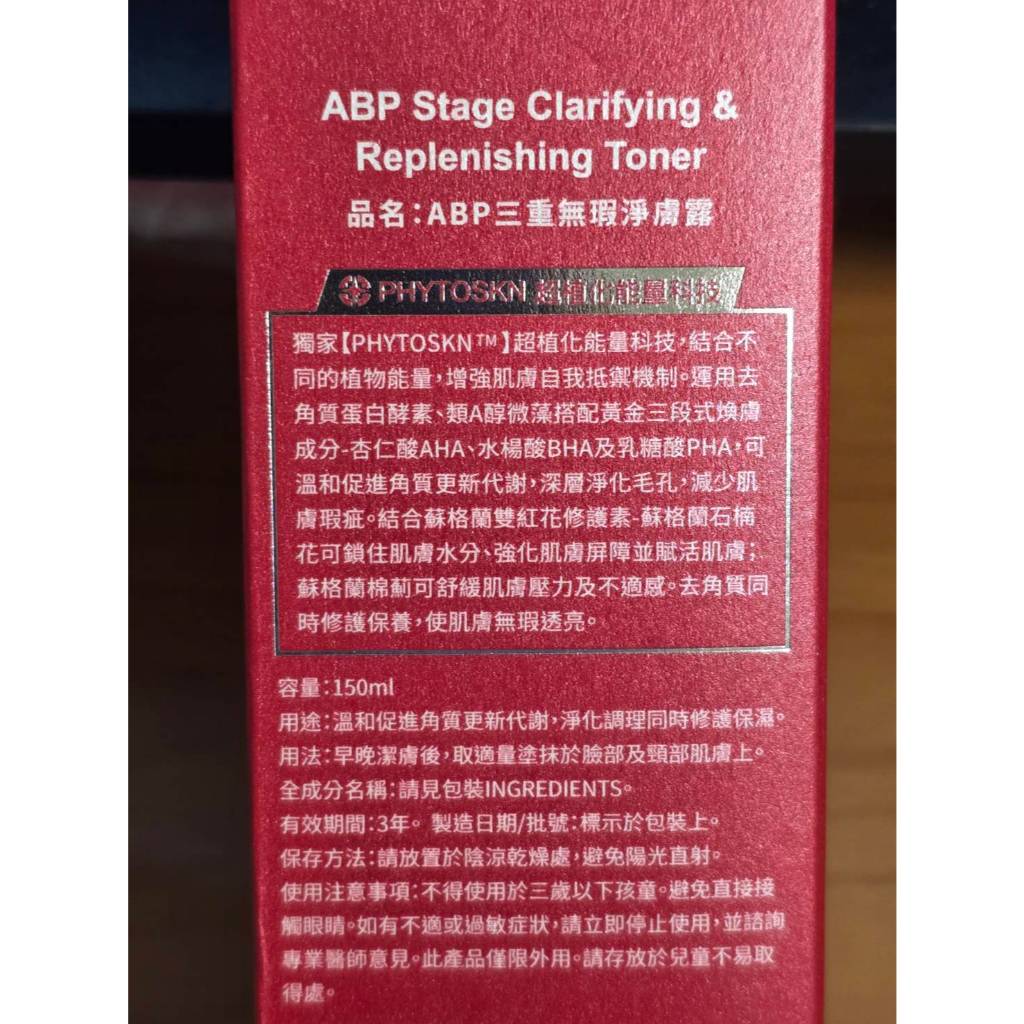 ABP Stage Clarifying &
Replenishing Toner
品名：ABP三重無瑕淨膚露
PHYTOSKN 超植化能量科技
獨家【PHYTOSKN™】超植化能量科技，結合不
同的植物能量，增強肌膚自我抵禦機制。運用去
角質蛋白酵素、類A醇微藻搭配黃金三段式煥膚
成分-杏仁酸AHA、水楊酸BHA及乳糖酸PHA，可
溫和促進角質更新代謝，深層淨化毛孔，減少肌
膚瑕疵。結合蘇格蘭雙紅花修護素-蘇格蘭石楠
花可鎖住肌膚水分、強化肌膚屏障並賦活肌膚；
蘇格蘭棉薊可舒緩肌膚壓力及不適感。去角質同
時修護保養，使肌膚無瑕透亮。
容量：150ml
用途：溫和促進角質更新代謝，淨化調理同時修護保濕。
用法：早晚潔膚後，取適量塗抹於臉部及頸部肌膚上。
全成分名稱：請見包裝INGREDIENTS。
有效期間：3年。 製造日期/批號：標示於包裝上。
保存方法：請放置於陰涼乾燥處，避免陽光直射。
使用注意事項：不得使用於三歲以下孩童。避免直接接
觸眼睛。如有不適或過敏症狀，請立即停止使用，並諮詢
專業醫師意見。此產品僅限外用。請存放於兒童不易取
得處。